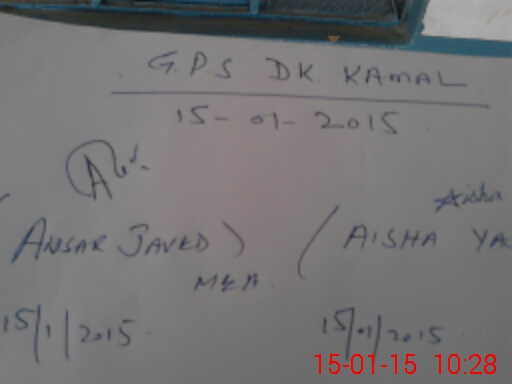 G.P.S DK. KAMAL
15-01-2015
Aisha
ANSAR JAVED) (AISHA YA
MEA
15/1/2015 15/01/2015
15-01-15 10:28